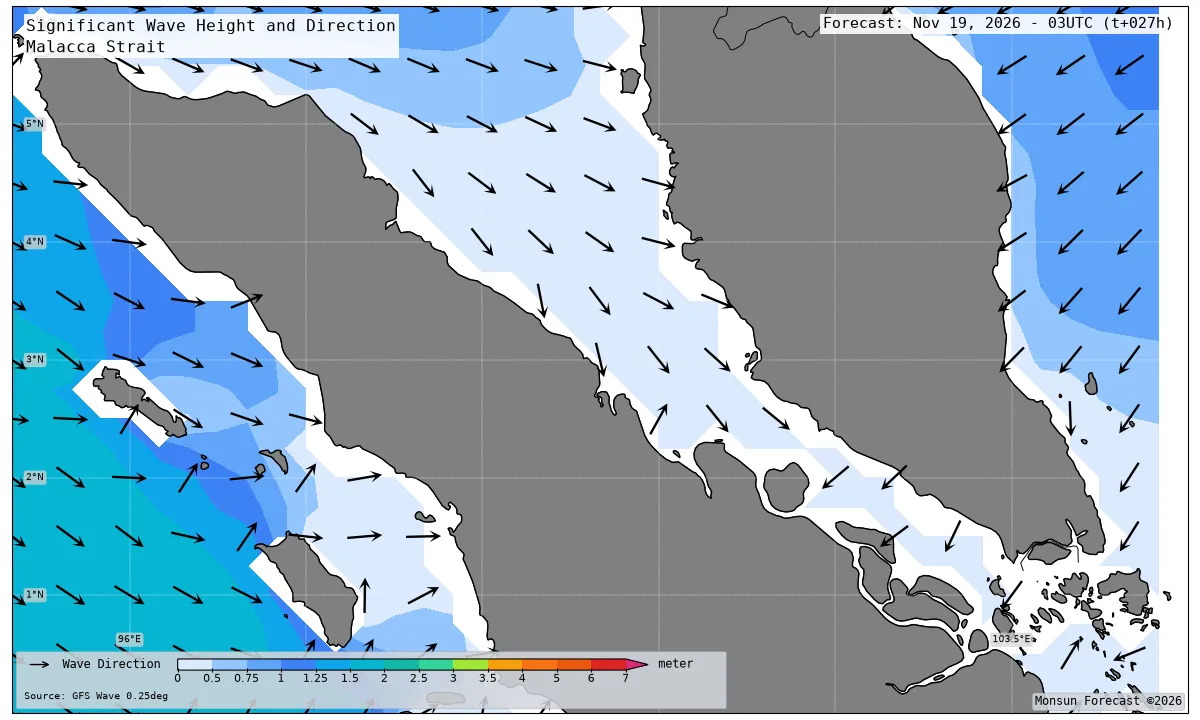 Significant Wave Height and Direction
Malacca Strait
Forecast: Nov 19, 2026 - 03UTC (t+027h)
5°N
4°N
3°N
2°N
1°N
96°E
103.5°E
Wave Direction
meter
0 0.5 0.75 1 1.25 1.5 2 2.5 3 3.5 4 5 6 7
Source: GFS Wave 0.25deg
Monsun Forecast ©2026